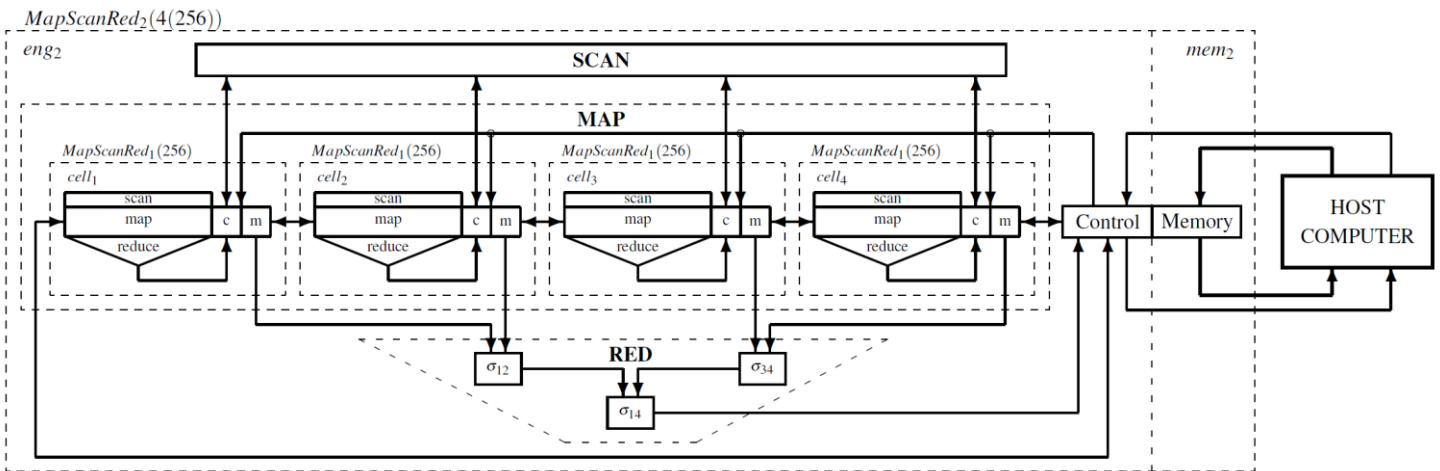 MapScanRed₂(4(256))
eng₂
mem₂
SCAN
MAP
MapScanRed₁(256)
MapScanRed₁(256)
MapScanRed₁(256)
MapScanRed₁(256)
cell₁
cell₂
cell₃
cell₄
scan
scan
scan
scan
map c m
map c m
map c m
map c m
Control Memory
HOST
COMPUTER
reduce
reduce
reduce
reduce
RED
σ₁₂
σ₃₄
σ₁₄